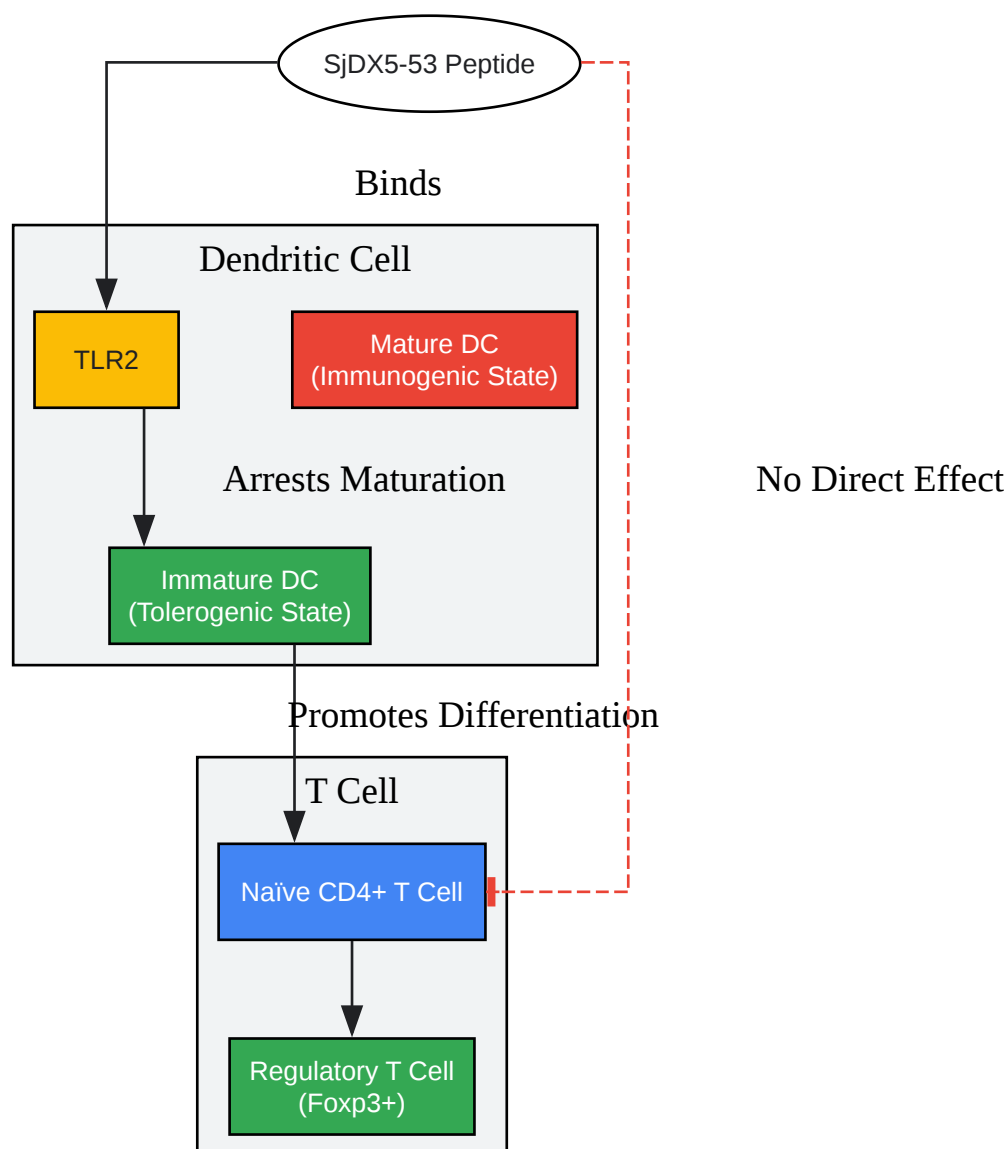 SjDX5-53 Peptide
Binds
Dendritic Cell
TLR2
Mature DC
(Immunogenic State)
Arrests Maturation
No Direct Effect
Immature DC
(Tolerogenic State)
Promotes Differentiation
T Cell
Naïve CD4+ T Cell
Regulatory T Cell
(Foxp3+)